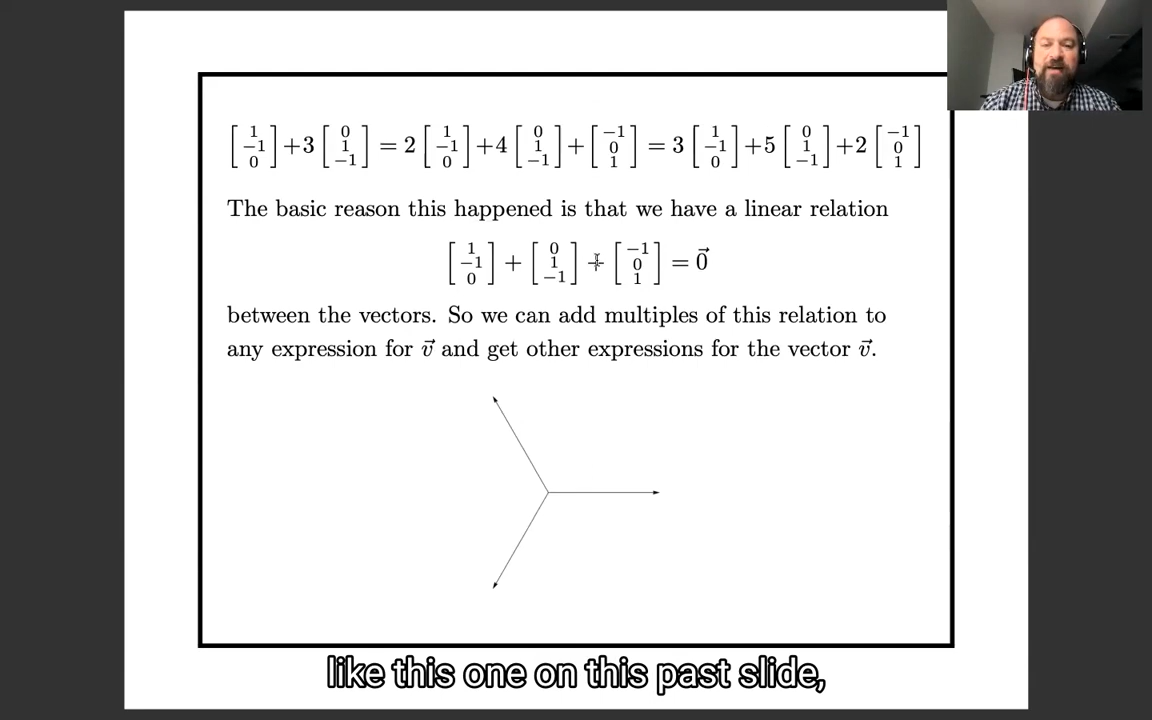 [1 −1 0] +3 [0 1 −1] = 2 [1 −1 0] +4 [0 1 −1] + [−1 0 1] = 3 [1 −1 0] +5 [0 1 −1] +2 [−1 0 1]
The basic reason this happened is that we have a linear relation
[1 −1 0] + [0 1 −1] + [−1 0 1] = 0⃗
between the vectors. So we can add multiples of this relation to
any expression for v⃗ and get other expressions for the vector v⃗.
like this one on this past slide,